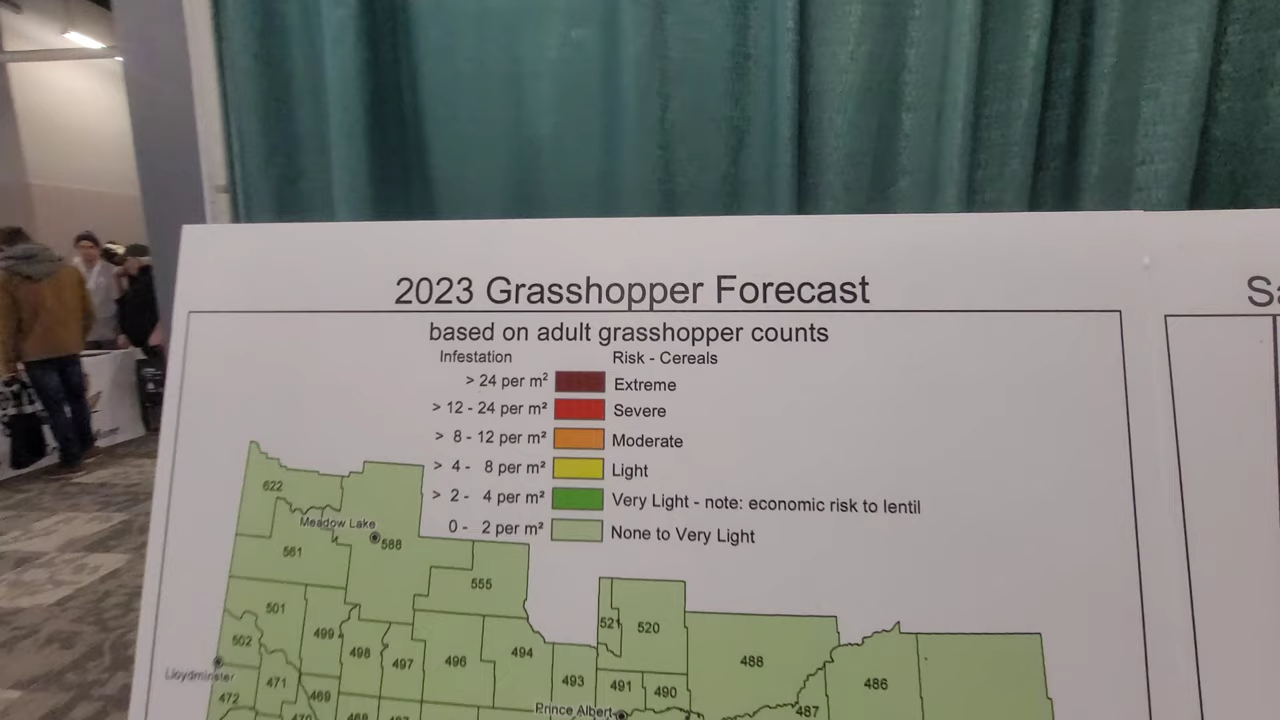 2023 Grasshopper Forecast
based on adult grasshopper counts
Infestation Risk - Cereals
> 24 per m² Extreme
> 12 - 24 per m² Severe
> 8 - 12 per m² Moderate
> 4 - 8 per m² Light
> 2 - 4 per m² Very Light - note: economic risk to lentil
0 - 2 per m² None to Very Light
622
Meadow Lake
588
561
555
501
521
520
499
502
498
497
496
494
488
Lloydminster
471
493
491
490
486
472
469
Prince Albert
487